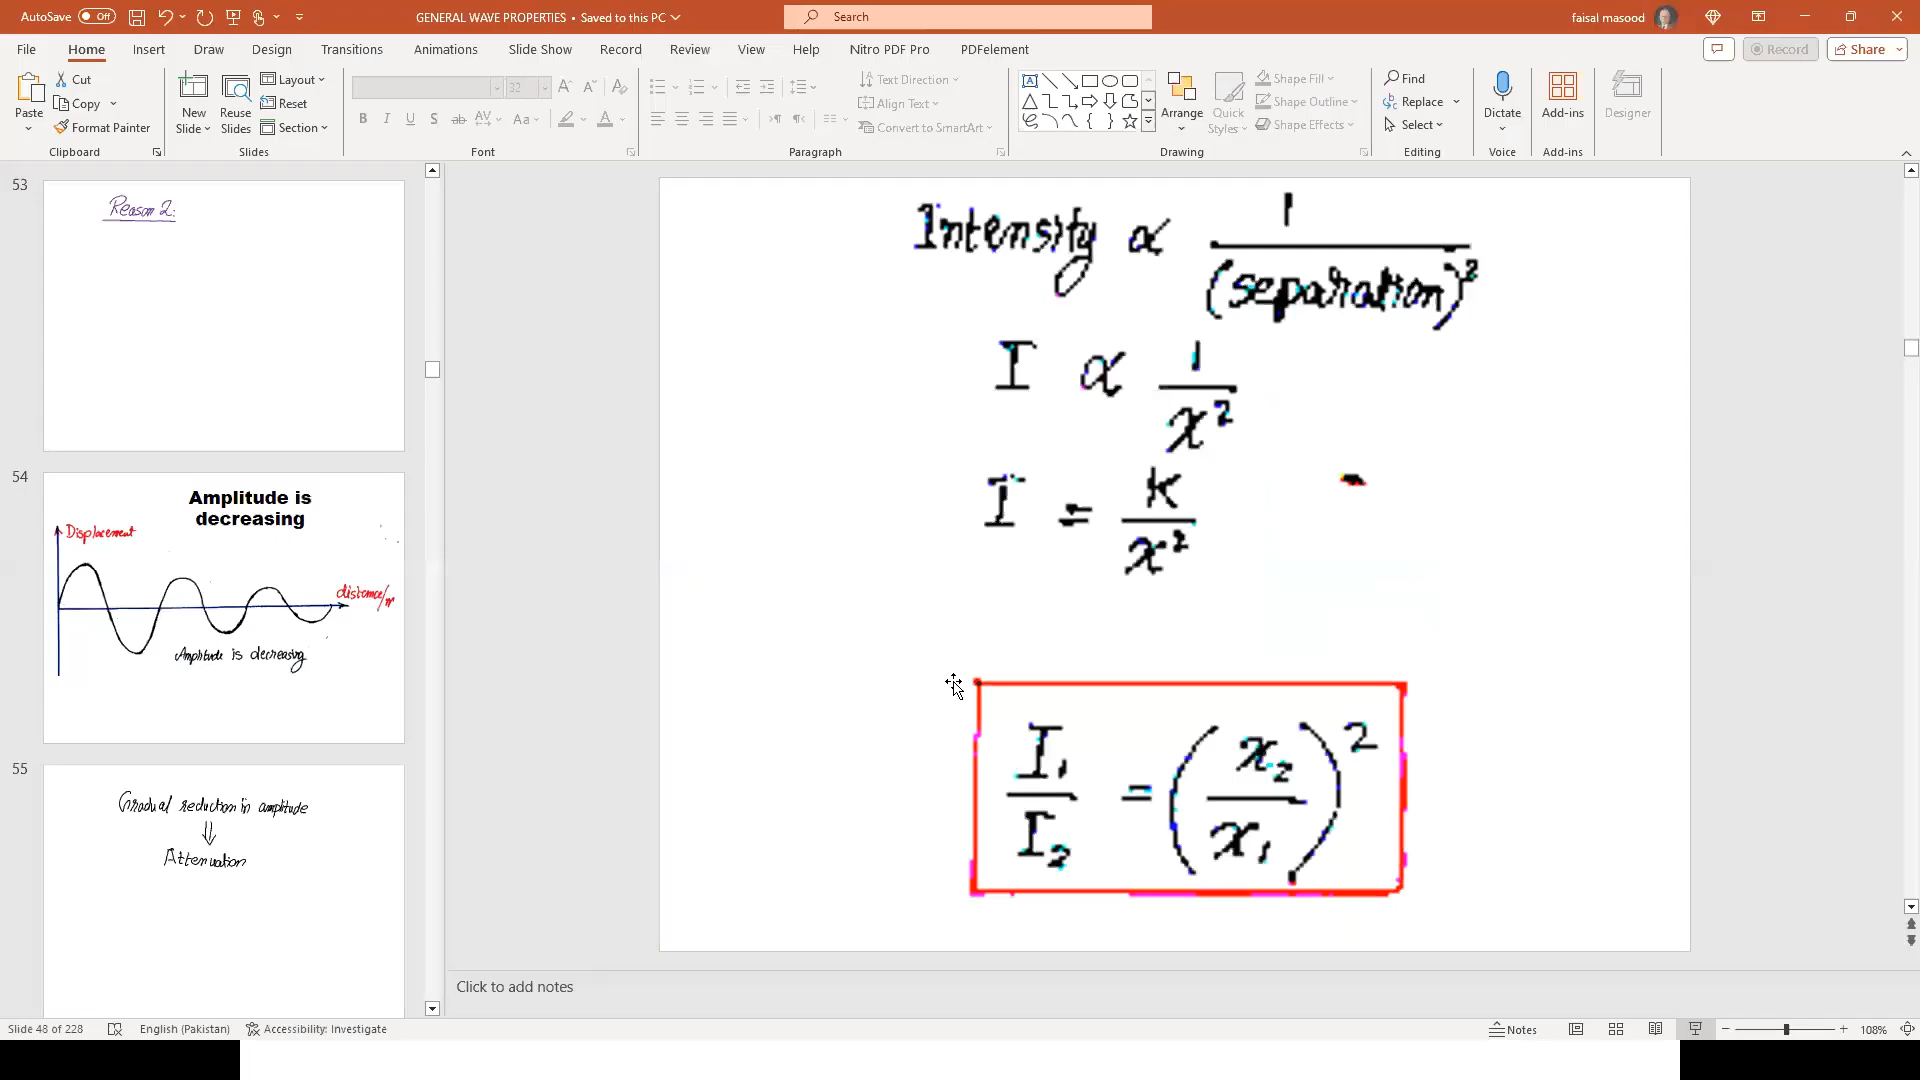 AutoSave Off GENERAL WAVE PROPERTIES • Saved to this PC Search faisal masood
File Home Insert Draw Design Transitions Animations Slide Show Record Review View Help Nitro PDF Pro PDFelement Record Share
Paste Cut Copy Format Painter
Clipboard
New Slide Reuse Slides Layout Reset Section
Slides
32
B I U S ab AV Aa A
Font
Text Direction
Align Text
Convert to SmartArt
Paragraph
Arrange Quick Styles Shape Fill Shape Outline Shape Effects
Drawing
Find Replace Select
Editing
Dictate
Voice
Add-ins
Add-ins
Designer
53
Reason 2:
54
Amplitude is
decreasing
Displacement
distance/m
Amplitude is decreasing
55
Gradual reduction in amplitude
⇓
Attenuation
Intensity ∝ 1/(separation)²
I ∝ 1/x²
I = k/x²
I₁/I₂ = (x₂/x₁)²
Click to add notes
Slide 48 of 228 English (Pakistan) Accessibility: Investigate Notes 108%